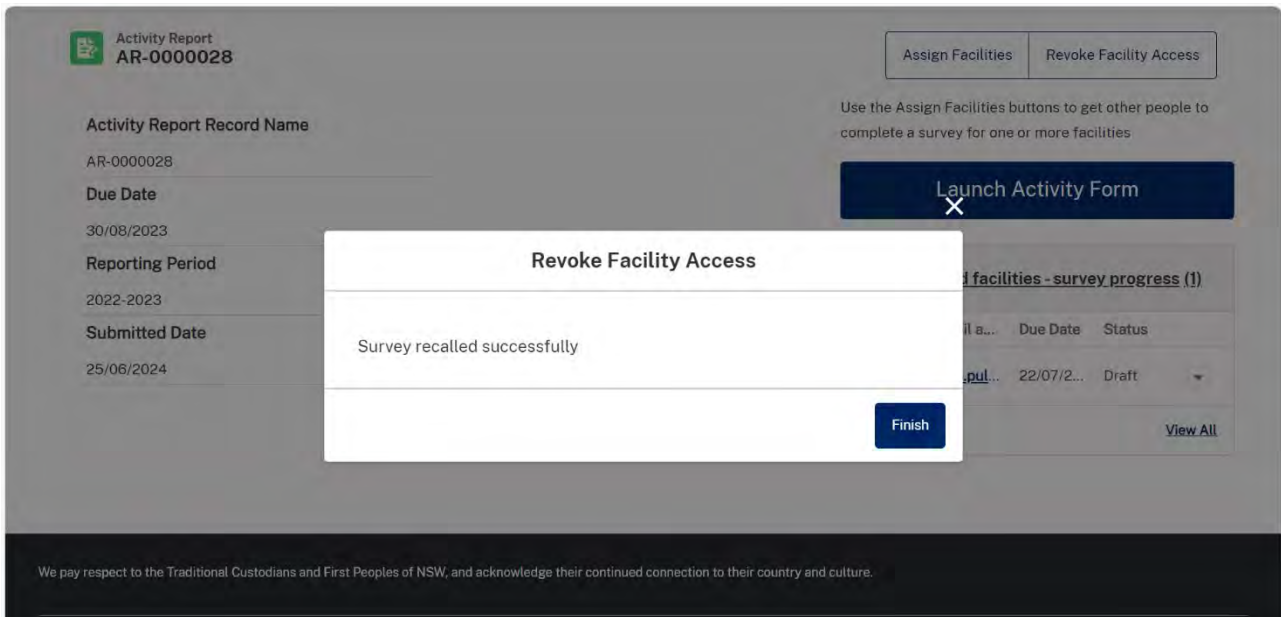 Activity Report
AR-0000028
Assign Facilities
Revoke Facility Access
Use the Assign Facilities buttons to get other people to
complete a survey for one or more facilities
Activity Report Record Name
AR-0000028
Launch Activity Form
Due Date
30/08/2023
Reporting Period
2022-2023
Submitted Date
25/06/2024
Revoke Facility Access
Survey recalled successfully
Finish
facilities - survey progress (1)
Due Date Status
22/07/2... Draft
View All
We pay respect to the Traditional Custodians and First Peoples of NSW, and acknowledge their continued connection to their country and culture.